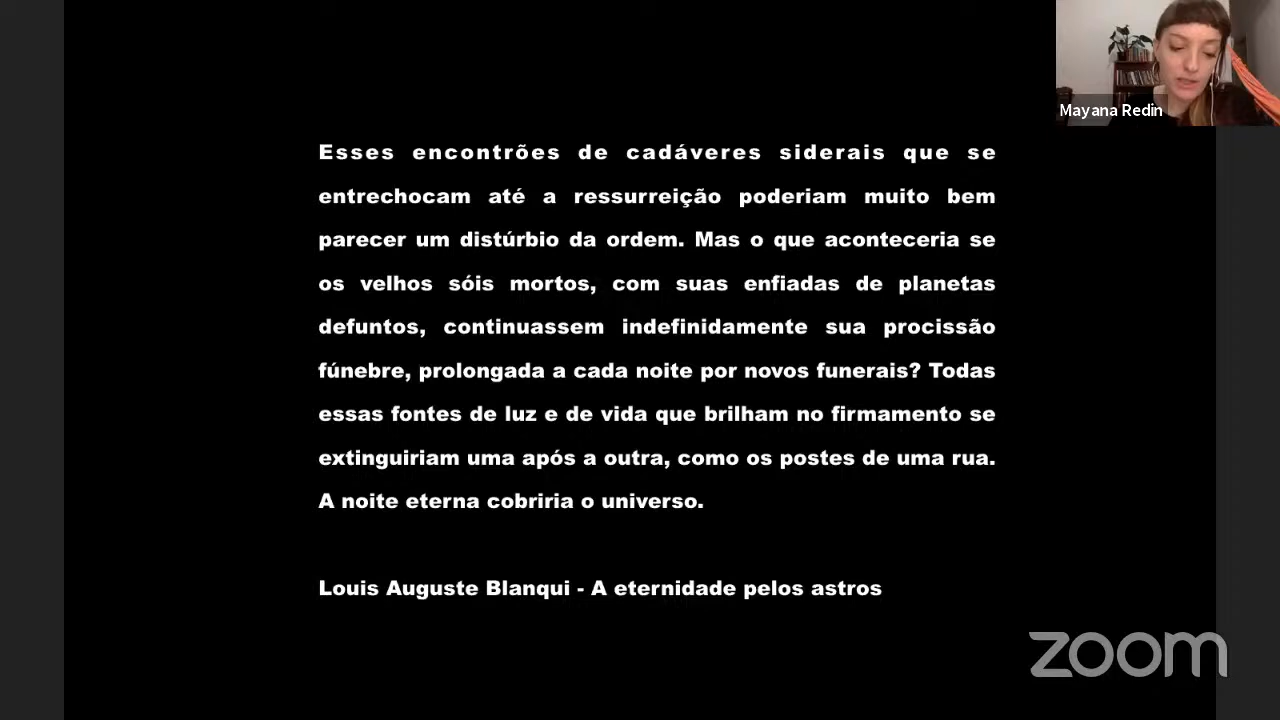 Mayana Redin
Esses encontrões de cadáveres siderais que se
entrechocam até a ressurreição poderiam muito bem
parecer um distúrbio da ordem. Mas o que aconteceria se
os velhos sóis mortos, com suas enfiadas de planetas
defuntos, continuassem indefinidamente sua procissão
fúnebre, prolongada a cada noite por novos funerais? Todas
essas fontes de luz e de vida que brilham no firmamento se
extinguiriam uma após a outra, como os postes de uma rua.
A noite eterna cobriria o universo.
Louis Auguste Blanqui - A eternidade pelos astros
zoom